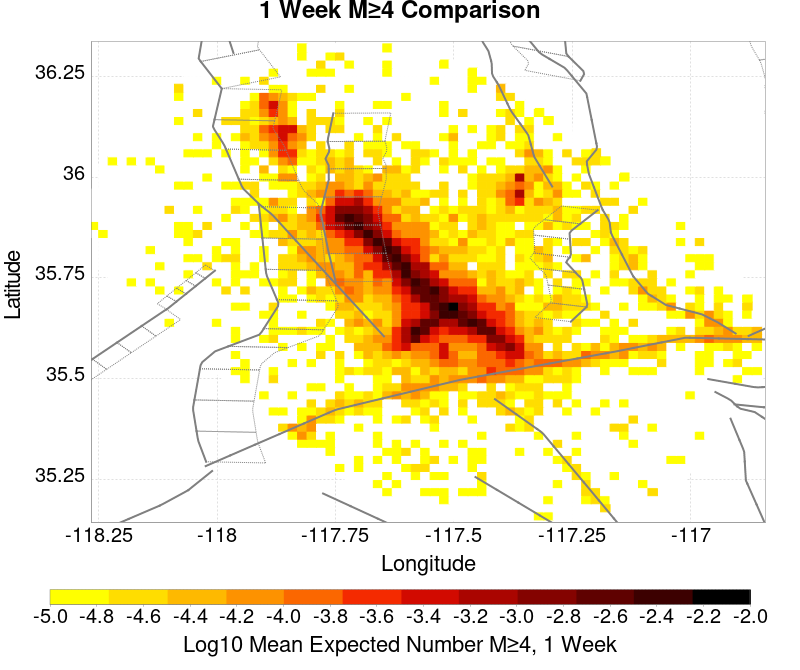 1 Week M≥4 Comparison
36.25
36
35.75
35.5
35.25
Latitude
-118.25 -118 -117.75 -117.5 -117.25 -117
Longitude
-5.0 -4.8 -4.6 -4.4 -4.2 -4.0 -3.8 -3.6 -3.4 -3.2 -3.0 -2.8 -2.6 -2.4 -2.2 -2.0
Log10 Mean Expected Number M≥4, 1 Week